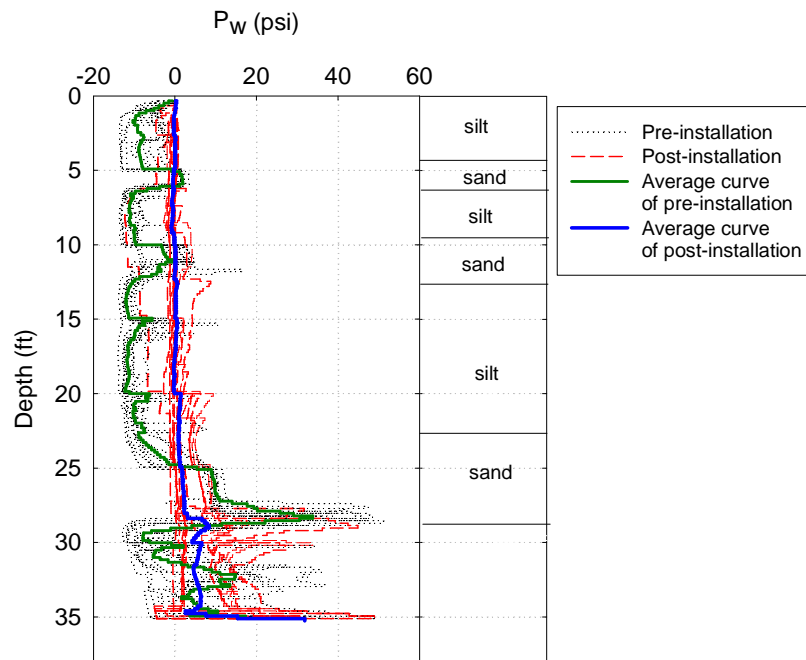 Pw (psi)
-20 0 20 40 60
0
5
10
15
20
25
30
35
Depth (ft)
silt
sand
silt
sand
silt
sand
Pre-installation
Post-installation
Average curve
of pre-installation
Average curve
of post-installation